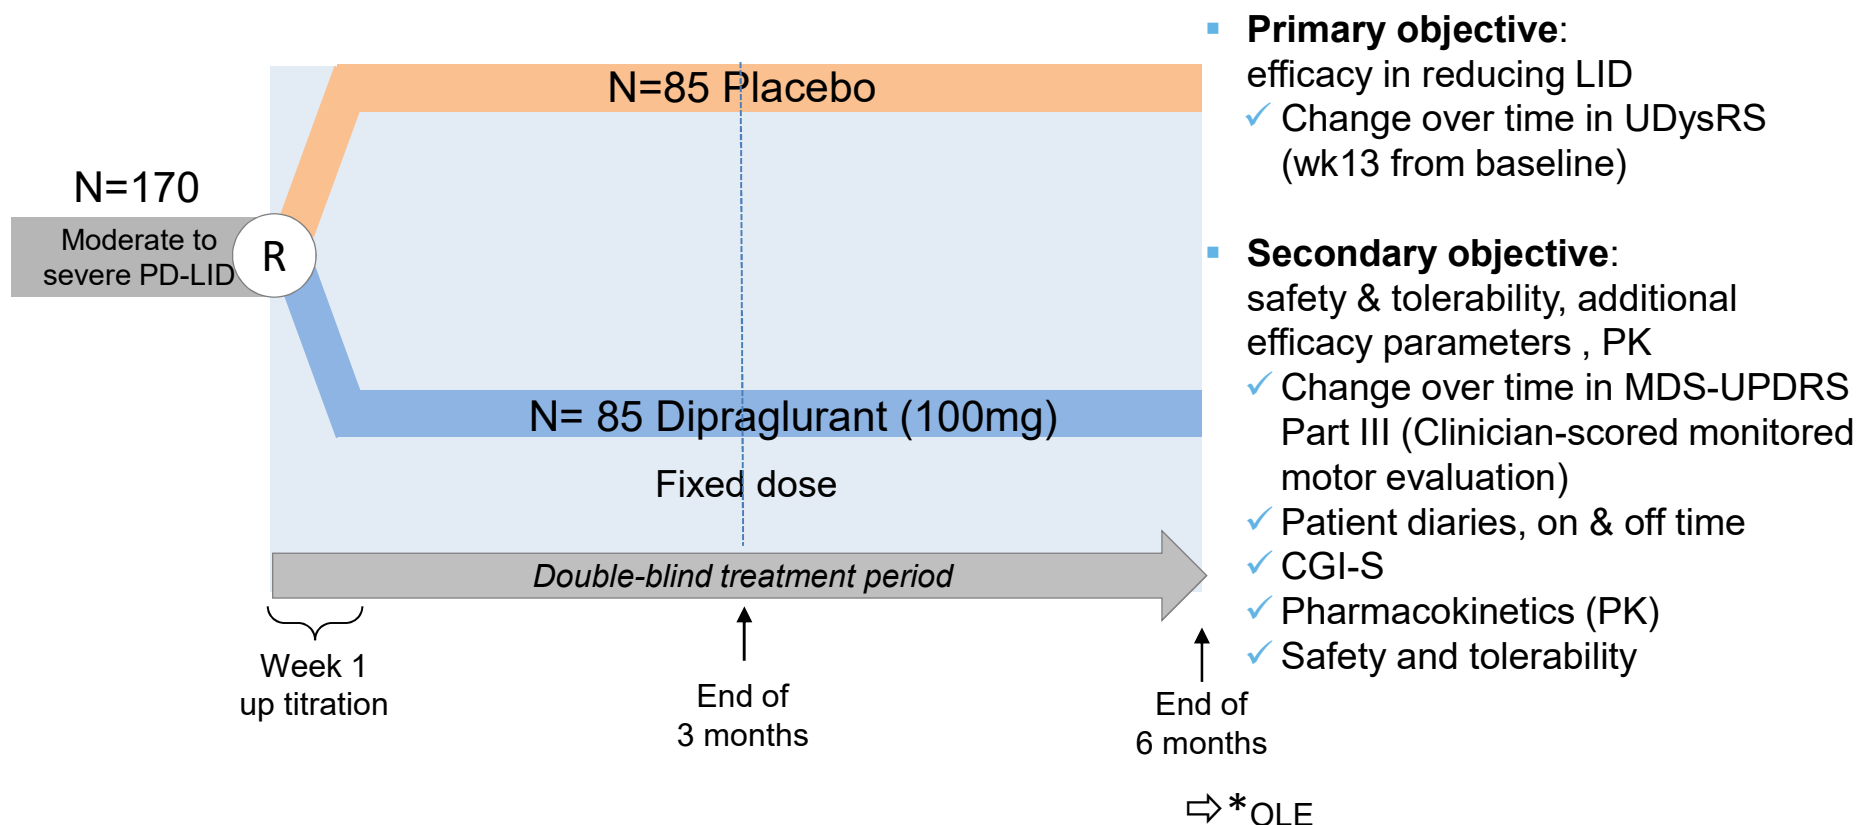 N=170
Moderate to
severe PD-LID
R
N=85 Placebo
N= 85 Dipraglurant (100mg)
Fixed dose
Double-blind treatment period
Week 1
up titration
End of
3 months
End of
6 months
*OLE
Primary objective:
efficacy in reducing LID
Change over time in UDysRS
(wk13 from baseline)
Secondary objective:
safety & tolerability, additional
efficacy parameters , PK
Change over time in MDS-UPDRS
Part III (Clinician-scored monitored
motor evaluation)
Patient diaries, on & off time
CGI-S
Pharmacokinetics (PK)
Safety and tolerability